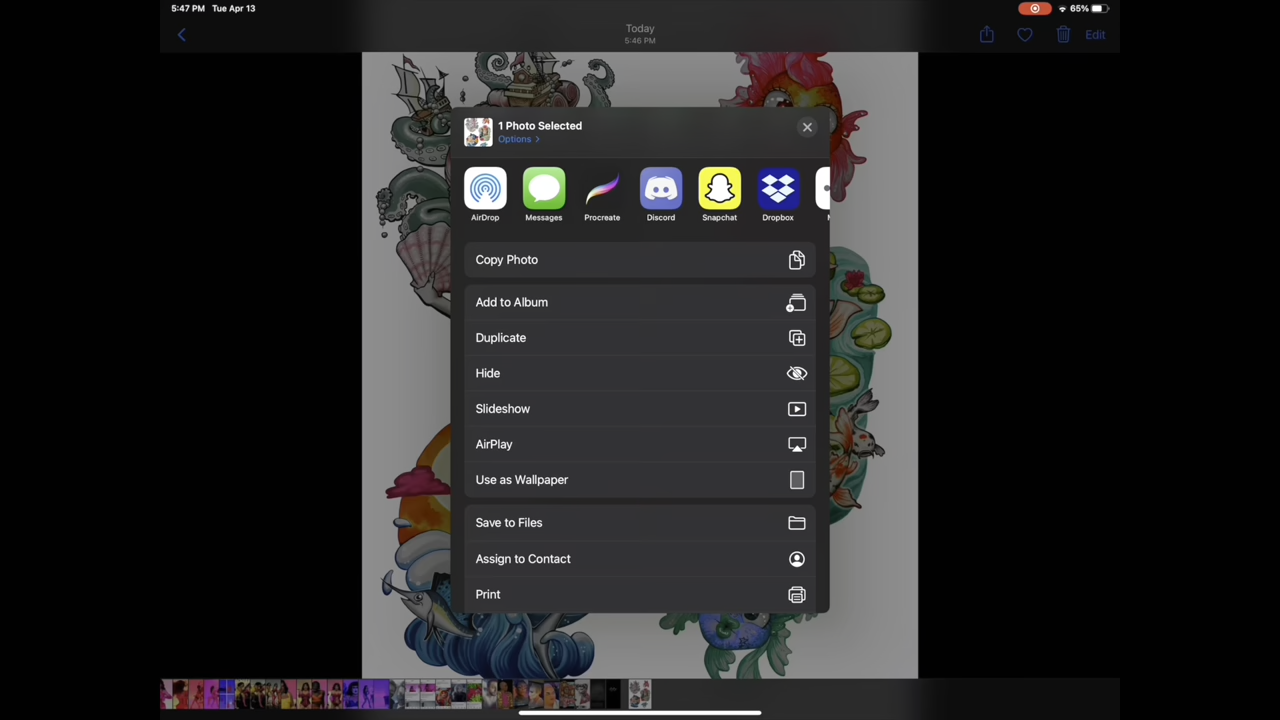 5:47 PM Tue Apr 13
65%
Today
5:46 PM
Edit
1 Photo Selected
Options >
AirDrop
Messages
Procreate
Discord
Snapchat
Dropbox
Copy Photo
Add to Album
Duplicate
Hide
Slideshow
AirPlay
Use as Wallpaper
Save to Files
Assign to Contact
Print